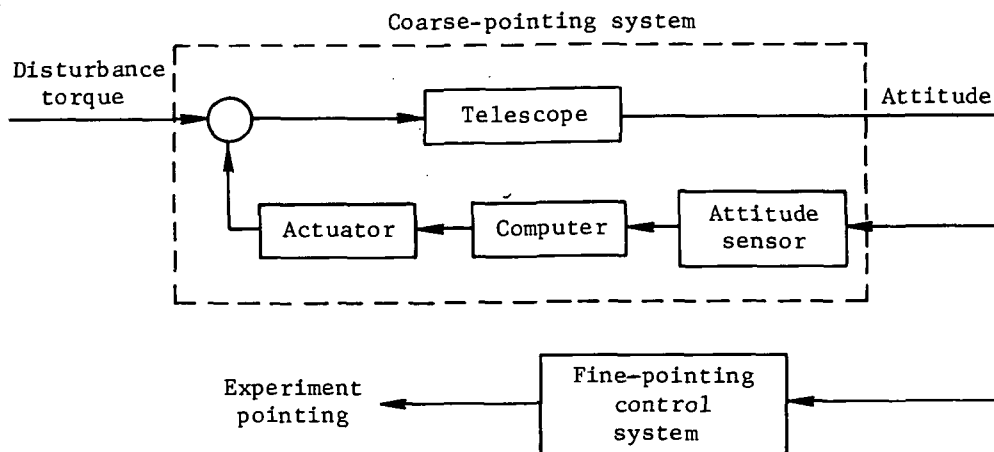 Coarse-pointing system
Disturbance
torque
Telescope
Attitude
Actuator
Computer
Attitude
sensor
Experiment
pointing
Fine-pointing
control
system